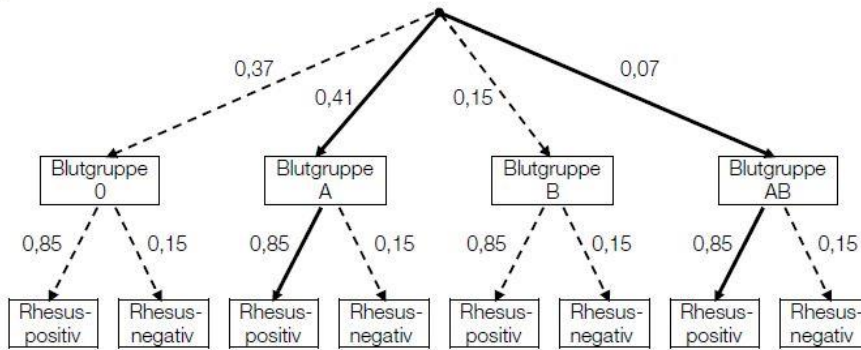 0,37
0,41
0,15
0,07
Blutgruppe
0
Blutgruppe
A
Blutgruppe
B
Blutgruppe
AB
0,85
0,15
0,85
0,15
0,85
0,15
0,85
0,15
Rhesus-
positiv
Rhesus-
negativ
Rhesus-
positiv
Rhesus-
negativ
Rhesus-
positiv
Rhesus-
negativ
Rhesus-
positiv
Rhesus-
negativ